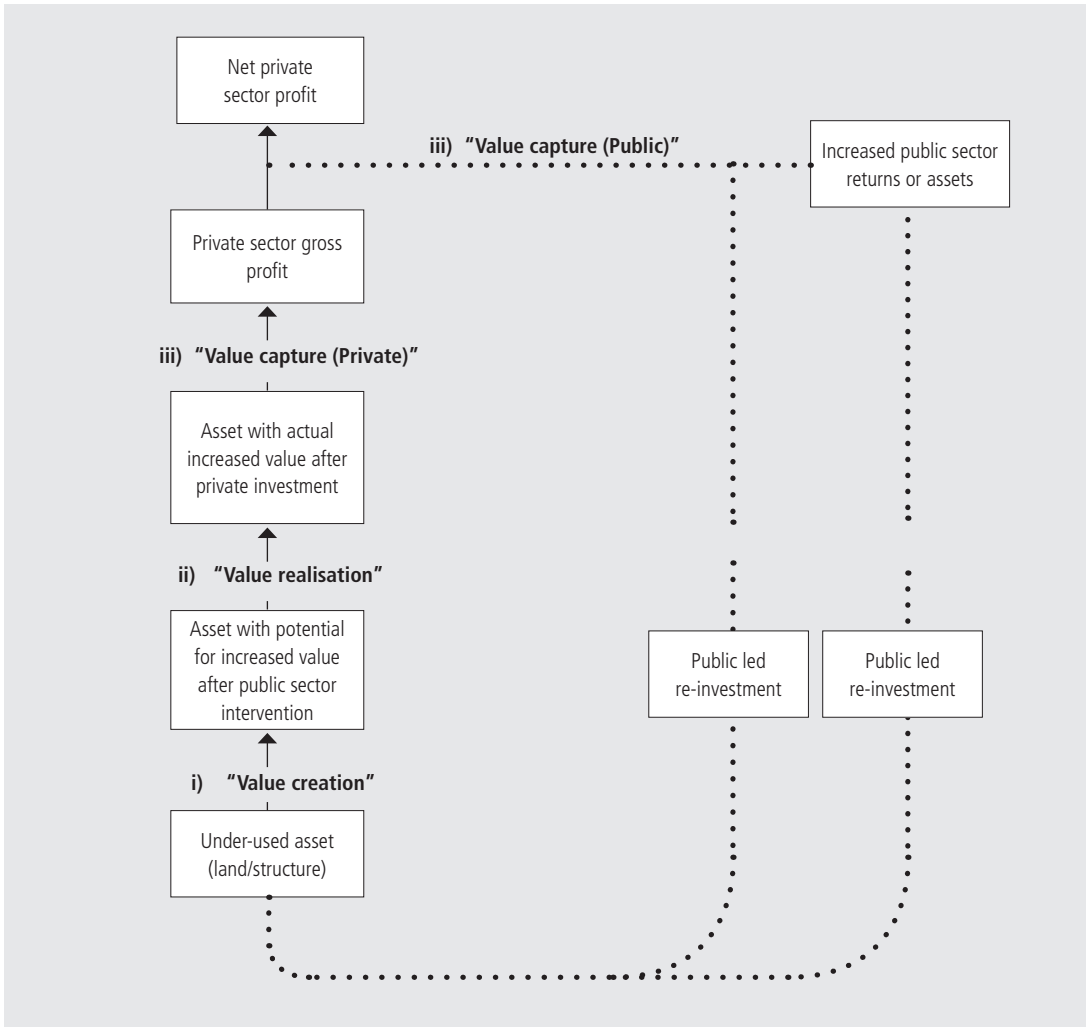 Net private
sector profit
iii) “Value capture (Public)”
Increased public sector
returns or assets
Private sector gross
profit
iii) “Value capture (Private)”
Asset with actual
increased value after
private investment
ii) “Value realisation”
Asset with potential
for increased value
after public sector
intervention
Public led
re-investment
Public led
re-investment
i) “Value creation”
Under-used asset
(land/structure)